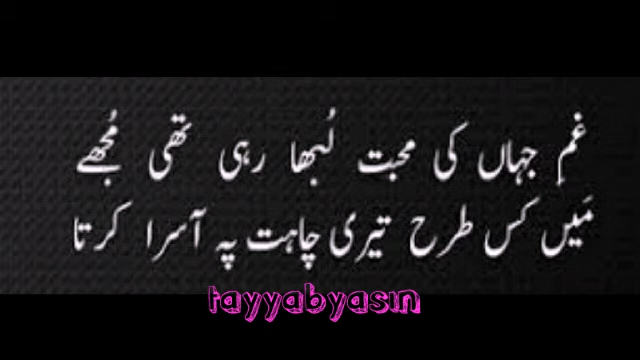 غمِ جہاں کی محبت لُبھا رہی تھی مُجھے
مَیں کس طرح تیری چاہت پہ آسرا کرتا
tayyabyasin